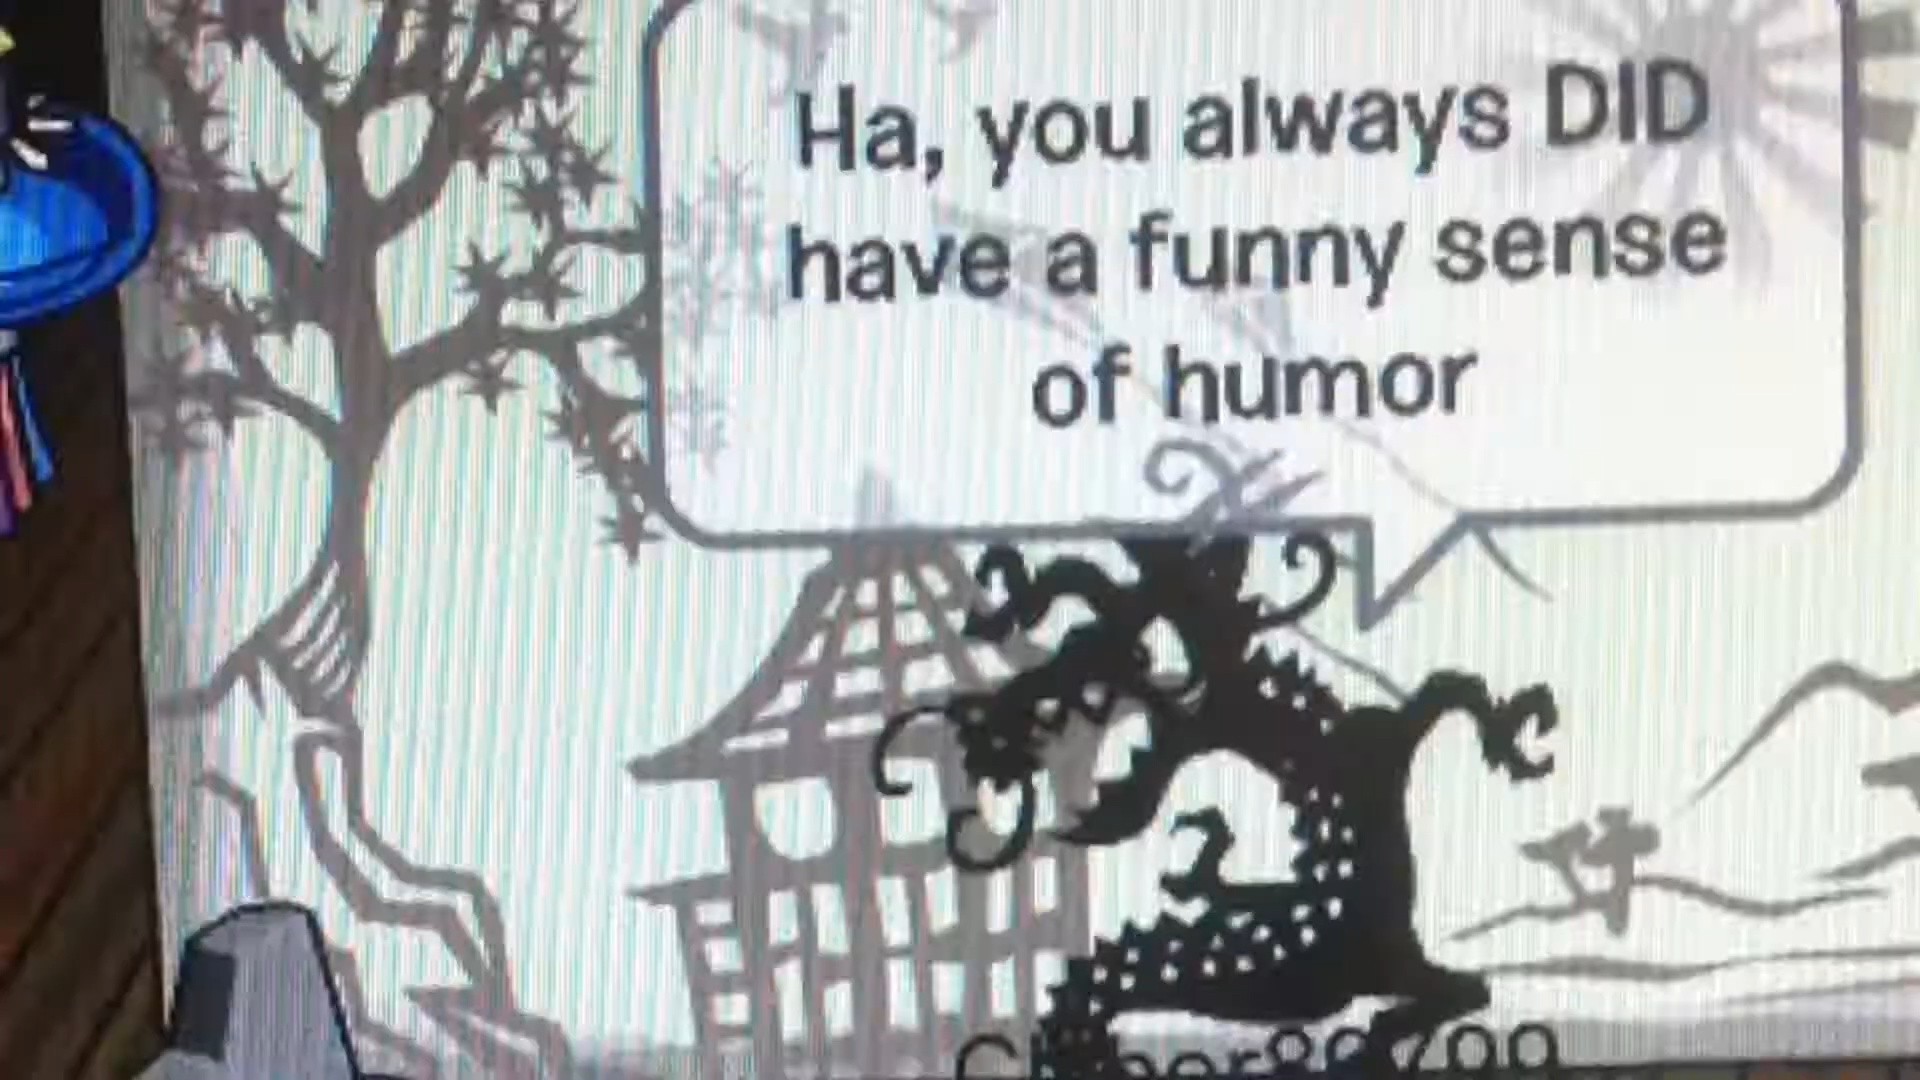 Ha, you always DID
have a funny sense
of humor